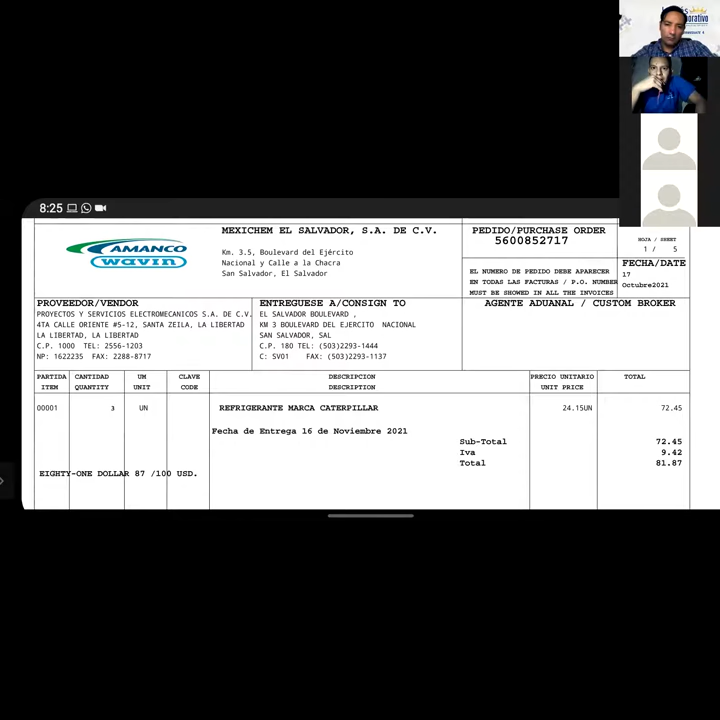 8:25
AMANCO
wavin
MEXICHEM EL SALVADOR, S.A. DE C.V.
Km. 3.5, Boulevard del Ejército
Nacional y Calle a la Chacra
San Salvador, El Salvador
PEDIDO/PURCHASE ORDER
5600852717
EL NUMERO DE PEDIDO DEBE APARECER
EN TODAS LAS FACTURAS / P.O. NUMBER
MUST BE SHOWED IN ALL THE INVOICES
HOJA / SHEET
1 / 5
FECHA/DATE
17
Octubre2021
PROVEEDOR/VENDOR
PROYECTOS Y SERVICIOS ELECTROMECANICOS S.A. DE C.V.
4TA CALLE ORIENTE #5-12, SANTA ZEILA, LA LIBERTAD
LA LIBERTAD, LA LIBERTAD
C.P. 1000 TEL: 2556-1203
NP: 1622235 FAX: 2288-8717
ENTREGUESE A/CONSIGN TO
EL SALVADOR BOULEVARD ,
KM 3 BOULEVARD DEL EJERCITO NACIONAL
SAN SALVADOR, SAL
C.P. 180 TEL: (503)2293-1444
C: SV01 FAX: (503)2293-1137
AGENTE ADUANAL / CUSTOM BROKER
PARTIDA CANTIDAD UM CLAVE DESCRIPCION PRECIO UNITARIO TOTAL
ITEM QUANTITY UNIT CODE DESCRIPTION UNIT PRICE
00001 3 UN REFRIGERANTE MARCA CATERPILLAR 24.15UN 72.45
Fecha de Entrega 16 de Noviembre 2021
Sub-Total 72.45
Iva 9.42
Total 81.87
EIGHTY-ONE DOLLAR 87 /100 USD.